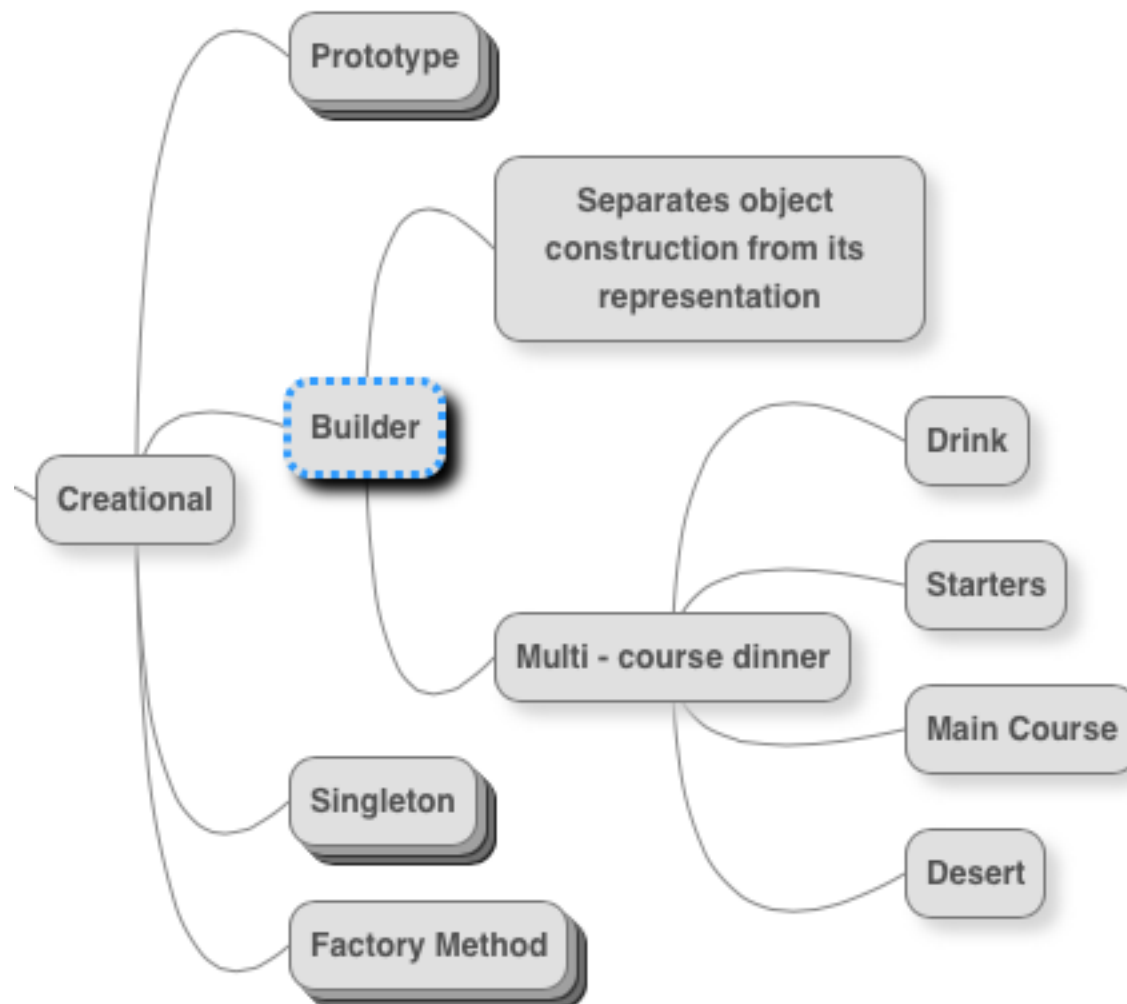 Prototype
Separates object
construction from its
representation
Builder
Drink
Creational
Starters
Multi - course dinner
Main Course
Singleton
Desert
Factory Method